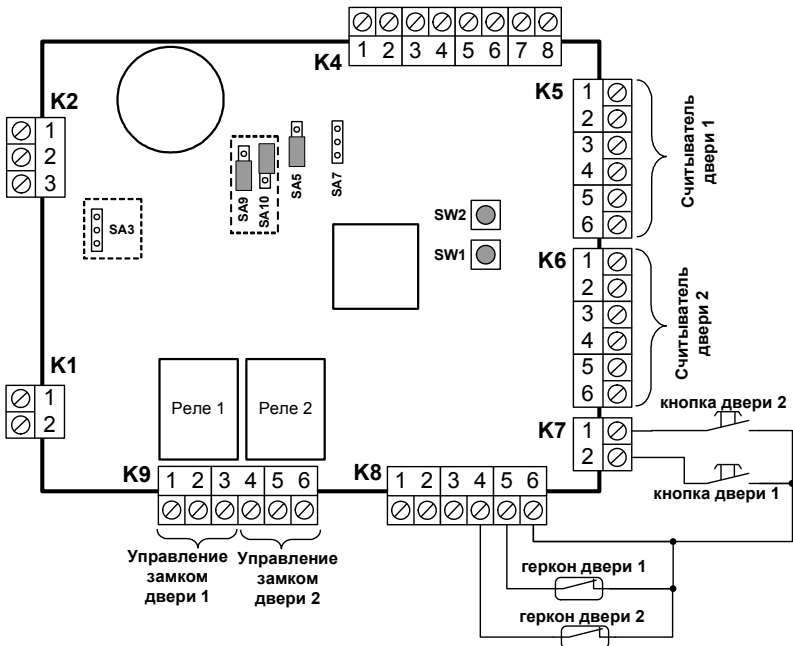 K4
1 2 3 4 5 6 7 8
K2
1
2
3
K5
1
2
3
4
5
6
Считыватель
двери 1
SA9
SA10
SA5
SA7
SA3
SW2
SW1
K6
1
2
3
4
5
6
Считыватель
двери 2
K1
1
2
Реле 1
Реле 2
K7
1
2
кнопка двери 2
кнопка двери 1
K9
1 2 3 4 5 6
K8
1 2 3 4 5 6
Управление
замком
двери 1
Управление
замком
двери 2
геркон двери 1
геркон двери 2